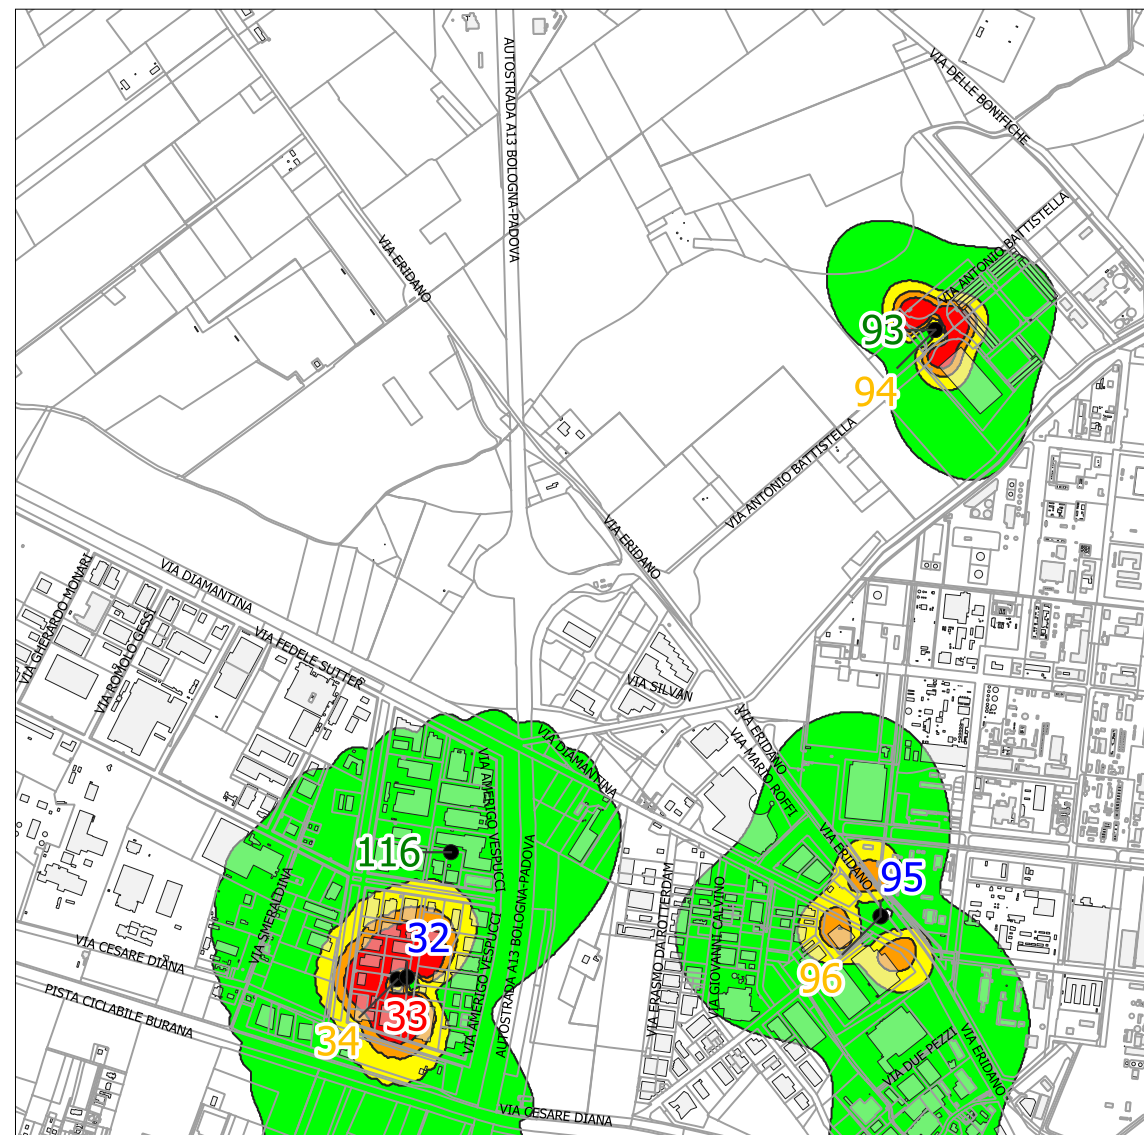 AUTOSTRADA A13 BOLOGNA-PADOVA
VIA DELLE BONIFICHE
VIA ERIDANO
VIA ANTONIO BATTISTELLA
93
94
VIA ANTONIO BATTISTELLA
VIA ERIDANO
VIA GHERARDO MONARI
VIA ROMOLO GESSI
VIA DIAMANTINA
VIA FEDELE SUTTER
VIA SILVAN
VIA ERIDANO
VIA MARIO ROFFI
VIA DIAMANTINA
VIA AMERIGO VESPUCCI
116
VIA ERIDANO
95
VIA SMERALDINA
AUTOSTRADA A13 BOLOGNA-PADOVA
VIA ERASMO DA ROTTERDAM
VIA GIOVANNI CALVINO
VIA CESARE DIANA
32
VIA AMERIGO VESPUCCI
96
PISTA CICLABILE BURANA
33
34
VIA DUE PEZZI
VIA ERIDANO
VIA CESARE DIANA